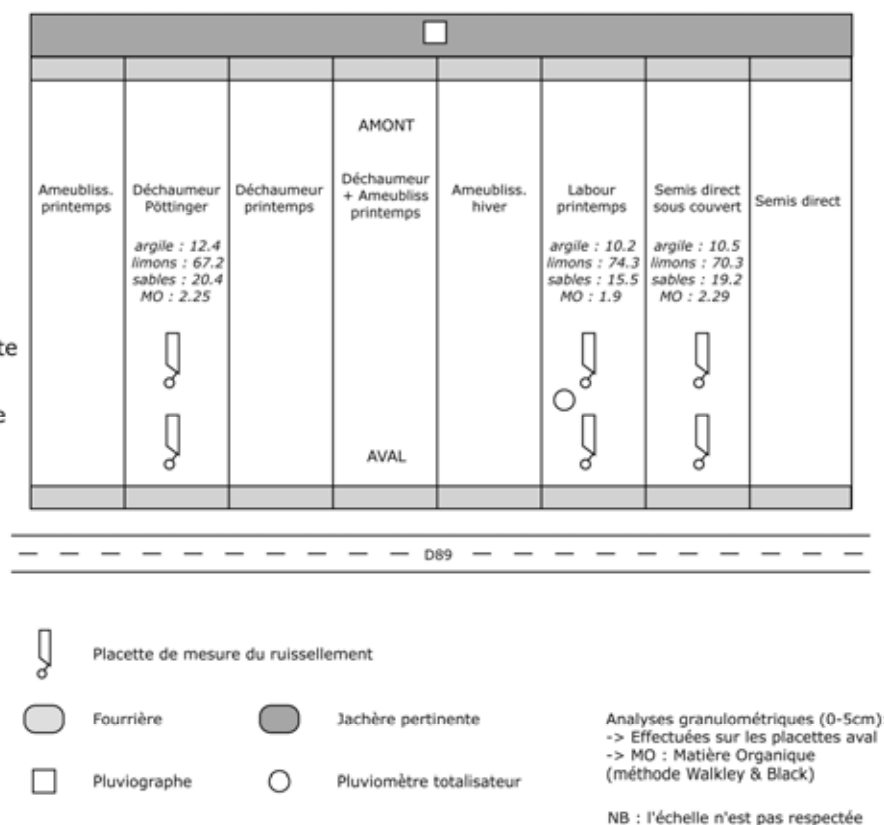 AMONT
Ameubliss.
printemps
Déchaumeur
Pöttinger
argile : 12.4
limons : 67.2
sables : 20.4
MO : 2.25
Déchaumeur
printemps
Déchaumeur
+ Ameubliss
printemps
Ameubliss.
hiver
Labour
printemps
argile : 10.2
limons : 74.3
sables : 15.5
MO : 1.9
Semis direct
sous couvert
argile : 10.5
limons : 70.3
sables : 19.2
MO : 2.29
Semis direct
AVAL
D89
Placette de mesure du ruissellement
Fourrière
Jachère pertinente
Pluviographe
Pluviomètre totalisateur
Analyses granulométriques (0-5cm):
-> Effectuées sur les placettes aval
-> MO : Matière Organique
(méthode Walkley & Black)
NB : l'échelle n'est pas respectée